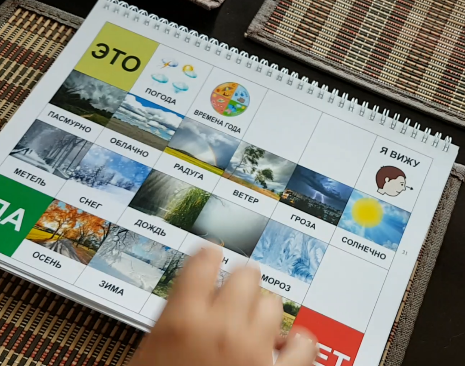 ЭТО
ПОГОДА
ВРЕМЕНА ГОДА
Я ВИЖУ
ПАСМУРНО
ОБЛАЧНО
РАДУГА
ВЕТЕР
ГРОЗА
СОЛНЕЧНО
МЕТЕЛЬ
СНЕГ
ДОЖДЬ
МОРОЗ
ОСЕНЬ
ЗИМА